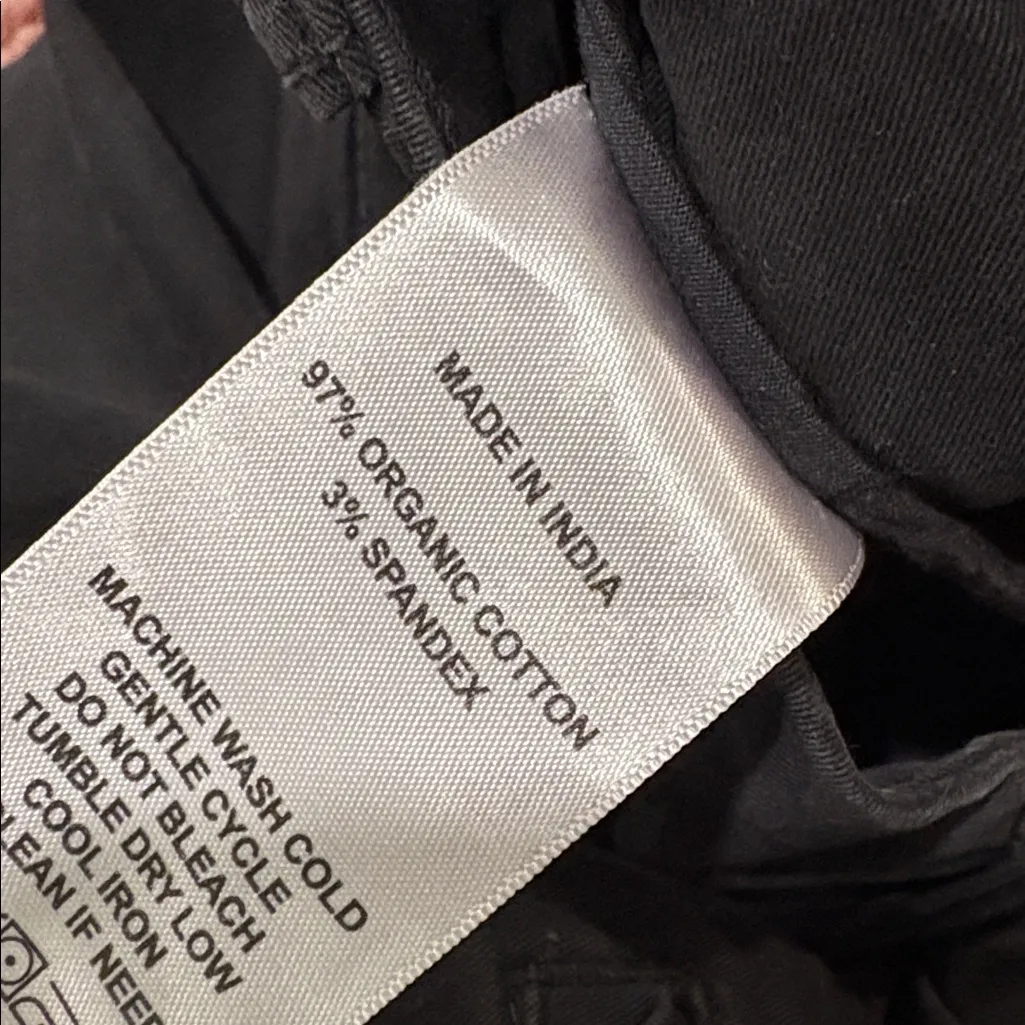 MADE IN INDIA
97% ORGANIC COTTON
3% SPANDEX
MACHINE WASH COLD
GENTLE CYCLE
DO NOT BLEACH
TUMBLE DRY LOW
COOL IRON
IF